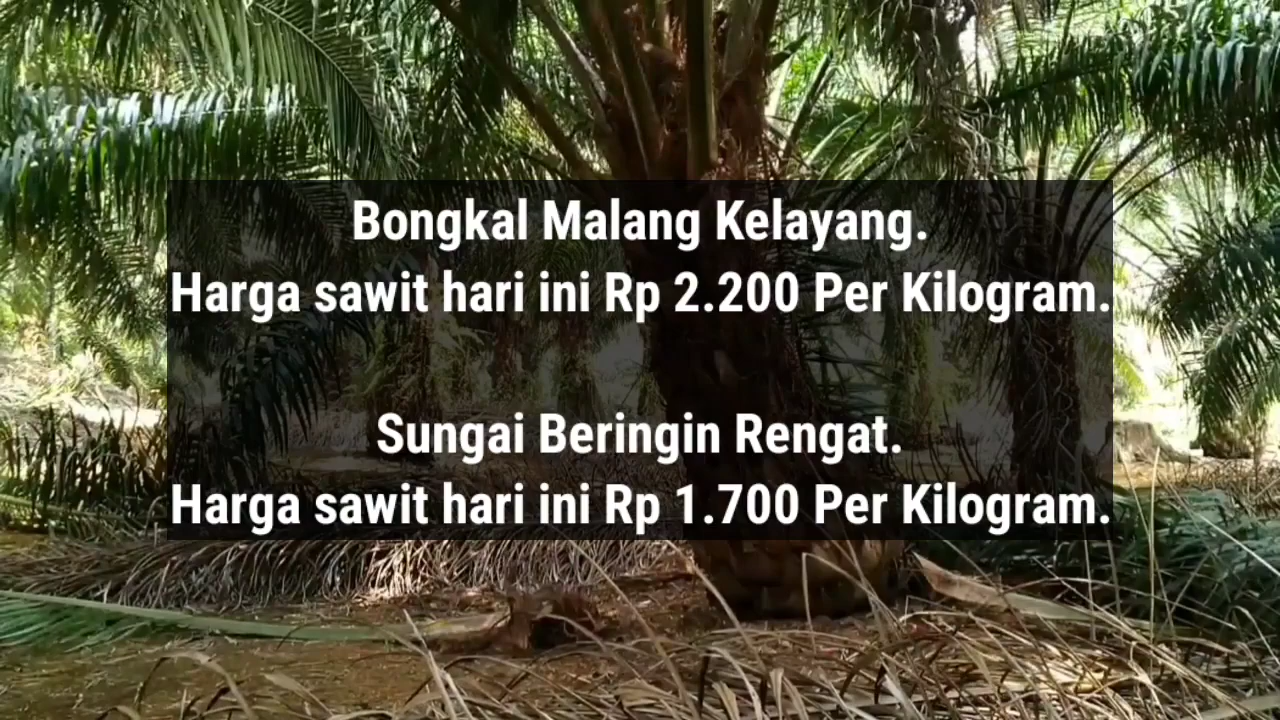 Bongkal Malang Kelayang.
Harga sawit hari ini Rp 2.200 Per Kilogram.
Sungai Beringin Rengat.
Harga sawit hari ini Rp 1.700 Per Kilogram.